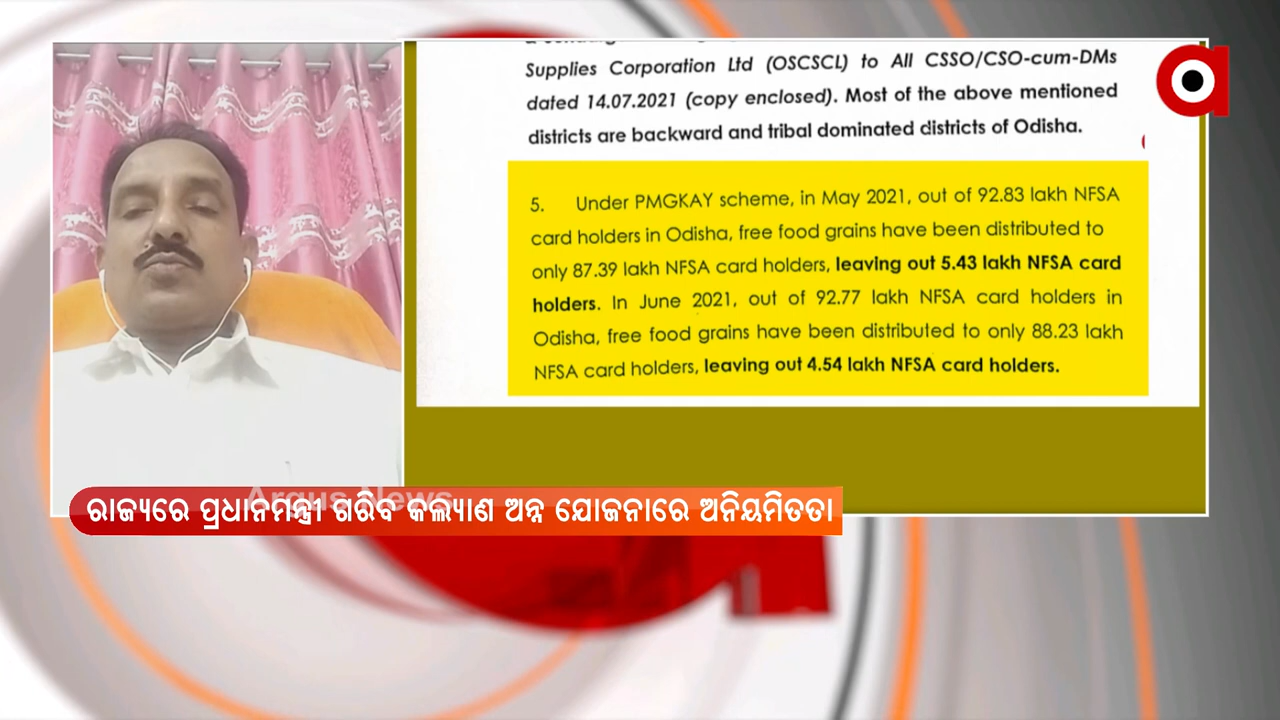 Supplies Corporation Ltd (OSCSCL) to All CSSO/CSO-cum-DMs
dated 14.07.2021 (copy enclosed). Most of the above mentioned
districts are backward and tribal dominated districts of Odisha.
5. Under PMGKAY scheme, in May 2021, out of 92.83 lakh NFSA
card holders in Odisha, free food grains have been distributed to
only 87.39 lakh NFSA card holders, leaving out 5.43 lakh NFSA card
holders. In June 2021, out of 92.77 lakh NFSA card holders in
Odisha, free food grains have been distributed to only 88.23 lakh
NFSA card holders, leaving out 4.54 lakh NFSA card holders.
Argus News
ରାଜ୍ୟରେ ପ୍ରଧାନମନ୍ତ୍ରୀ ଗରିବ କଲ୍ୟାଣ ଅନ୍ନ ଯୋଜନାରେ ଅନିୟମିତତା